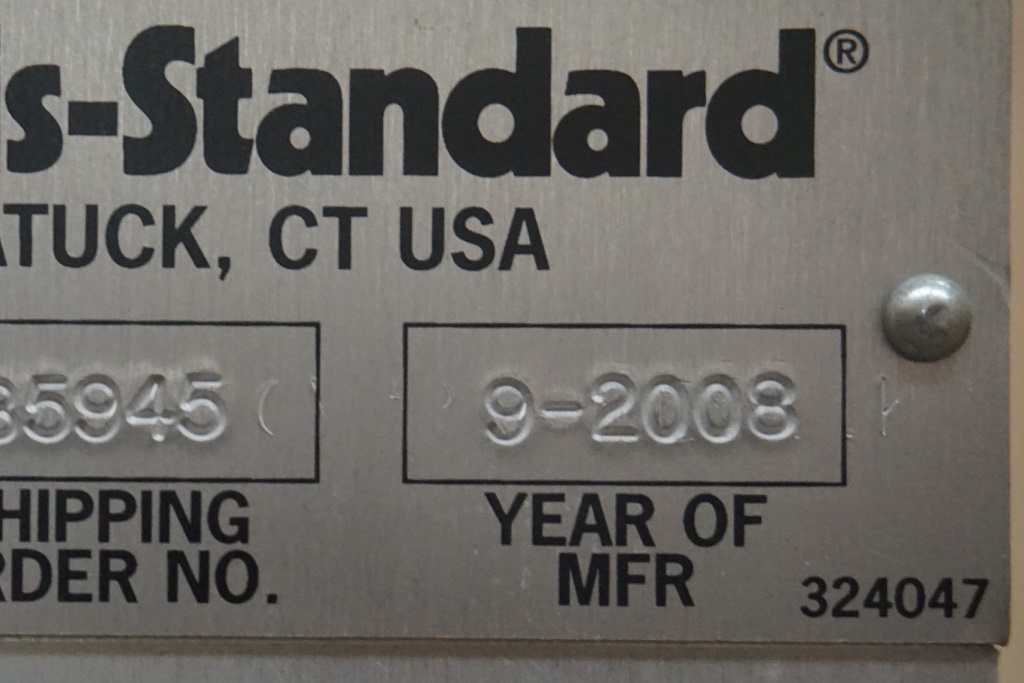 s-Standard®
ATUCK, CT USA
35945
9-2008
HIPPING
RDER NO.
YEAR OF
MFR
324047